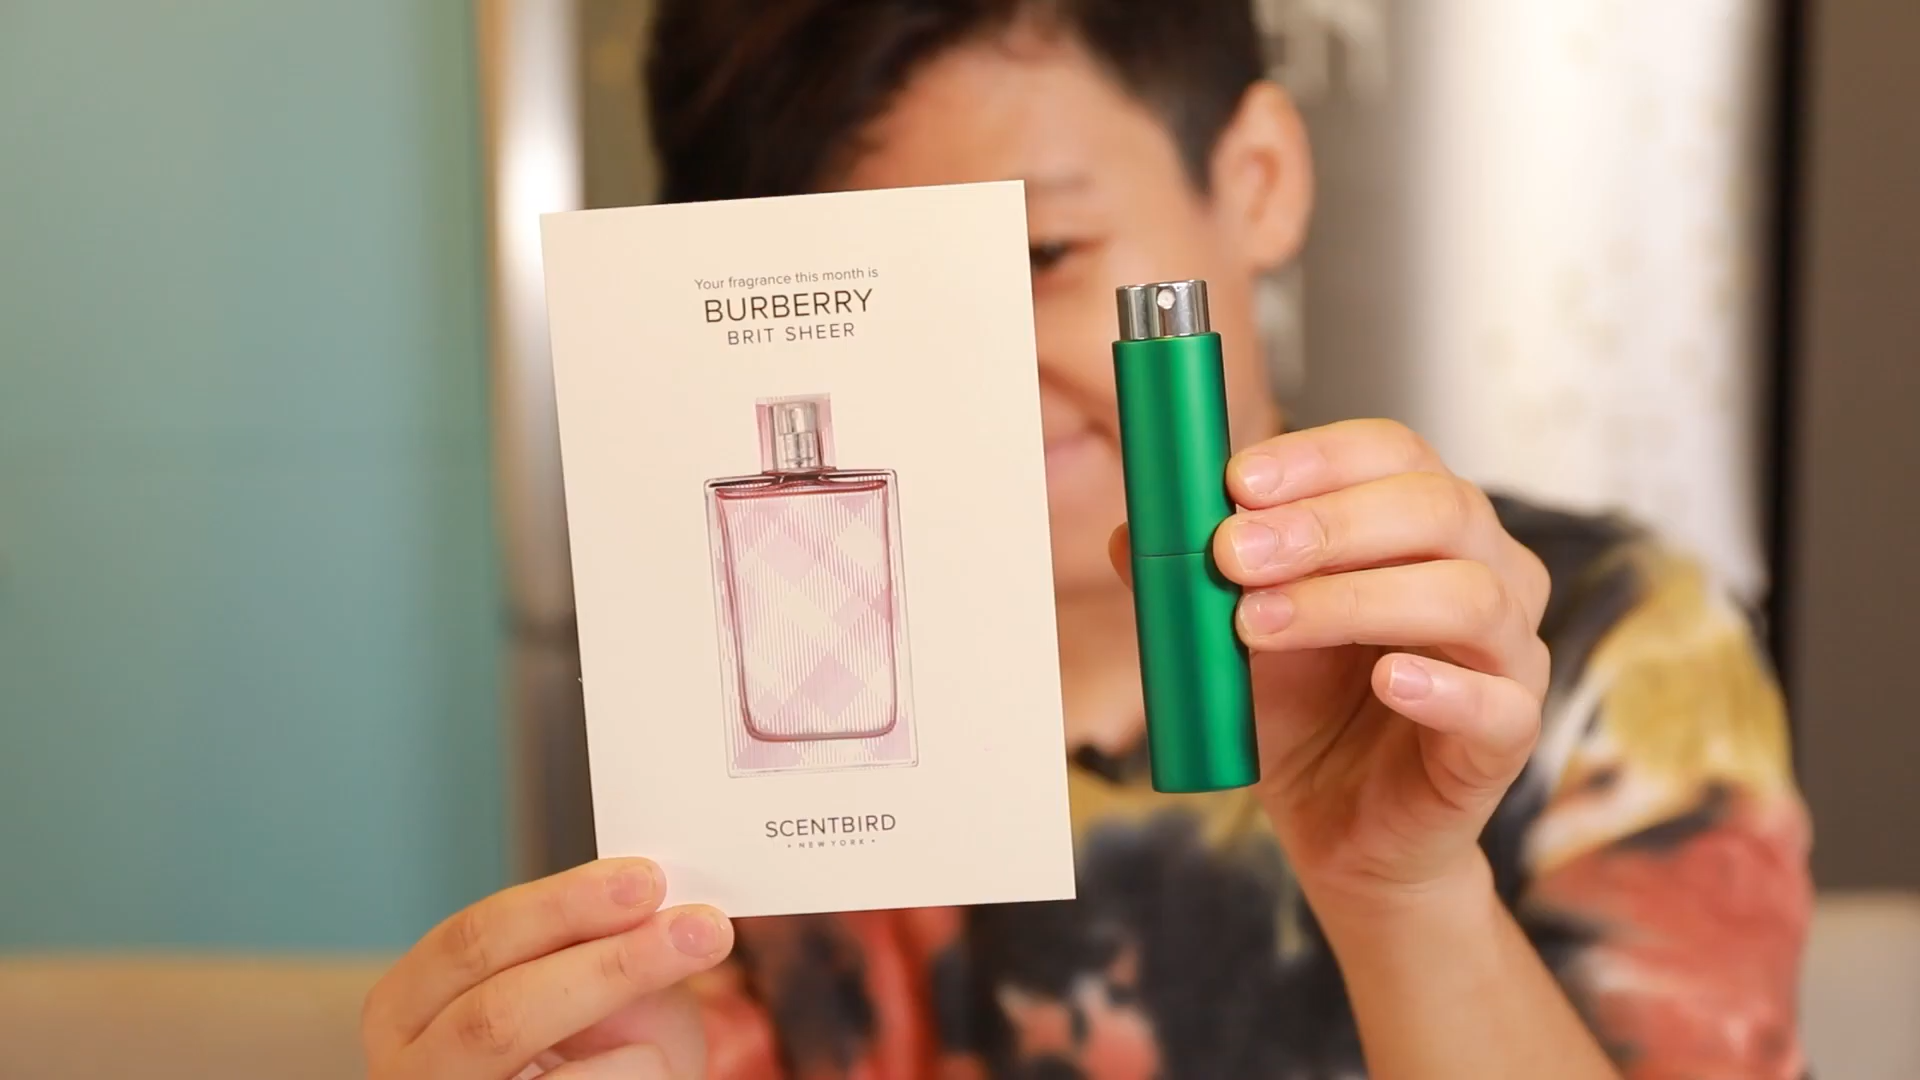 Your fragrance this month is
BURBERRY
BRIT SHEER
SCENTBIRD
• NEW YORK •